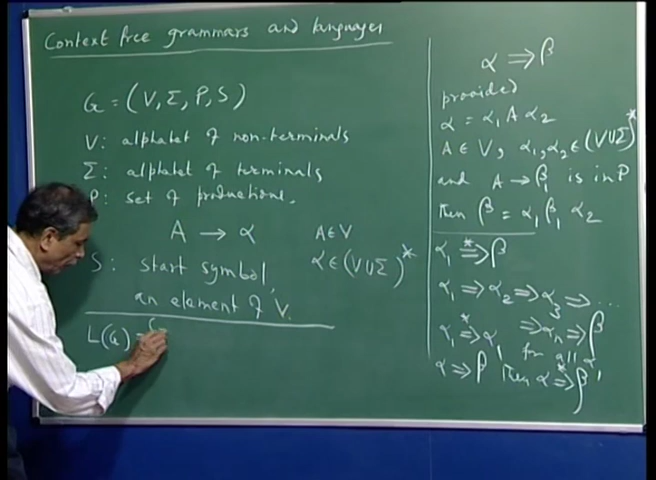 Context free grammars and languages
G = (V, Σ, P, S)
V: alphabet of non-terminals
Σ: alphabet of terminals
P: set of productions.
A → α    A ∈ V
α ∈ (V ∪ Σ)*
S: start symbol,
an element of V.
L(G) = {
α ⇒ β
provided
α = α₁ A α₂
A ∈ V, α₁, α₂ ∈ (V ∪ Σ)*
and A → β₁ is in P
Then β = α₁ β₁ α₂
α₁ ⇒* β
α₁ ⇒ α₂ ⇒ α₃ ⇒ ...
⇒ αₙ ⇒ β
α₁ ⇒* α₁ for all α₁
α ⇒ β Then α ⇒* β